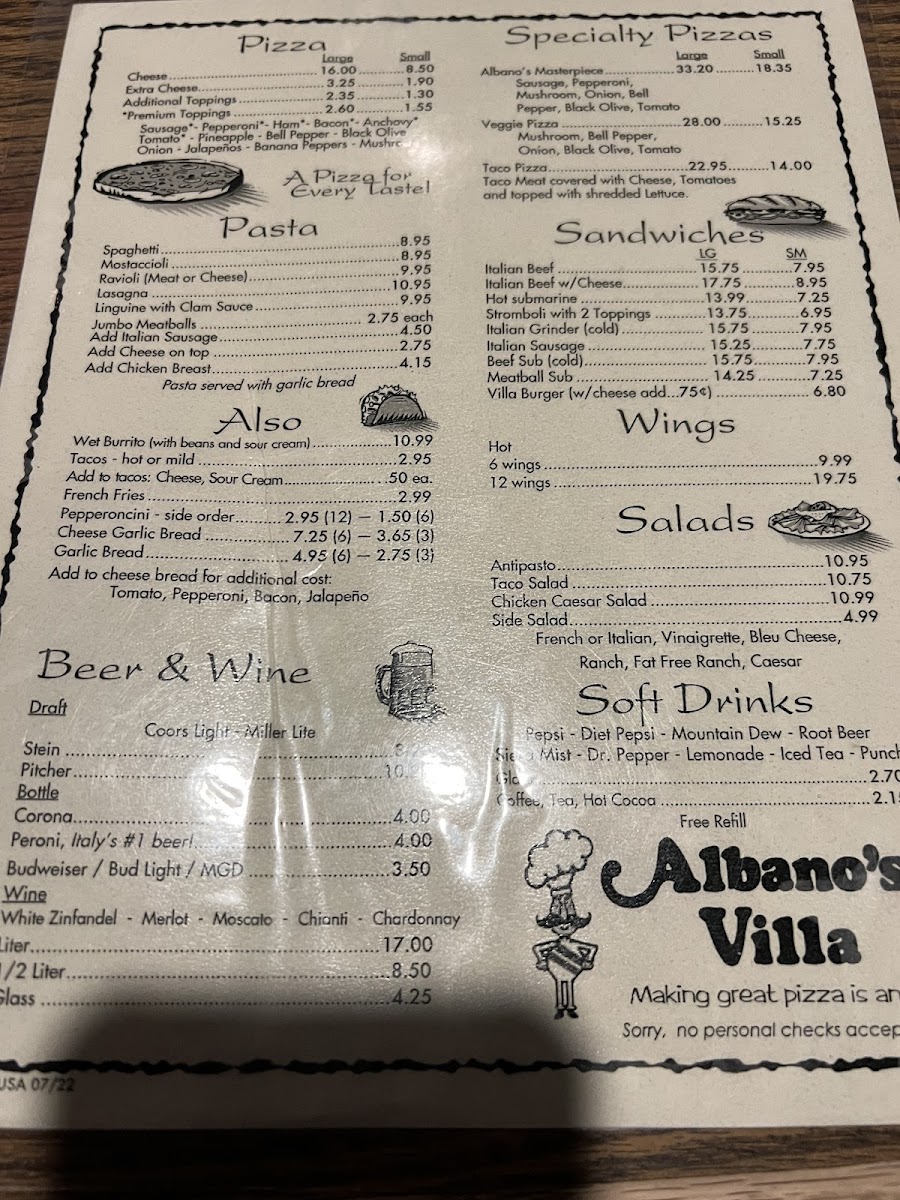 Pizza
Large Small
Cheese 16.00 8.50
Extra Cheese 3.25 1.90
Additional Toppings 2.35 1.30
*Premium Toppings 2.60 1.55
Sausage*- Pepperoni*- Ham*- Bacon*- Anchovy*
Tomato* - Pineapple - Bell Pepper - Black Olive
Onion - Jalapeños - Banana Peppers -
A Pizza for
Every Taste!
Pasta
Spaghetti 8.95
Mostaccioli 8.95
Ravioli (Meat or Cheese) 9.95
Lasagna 10.95
Linguine with Clam Sauce 9.95
Jumbo Meatballs 2.75 each
Add Italian Sausage 4.50
Add Cheese on top 2.75
Add Chicken Breast 4.15
Pasta served with garlic bread
Also
Wet Burrito (with beans and sour cream) 10.99
Tacos - hot or mild 2.95
Add to tacos: Cheese, Sour Cream .50 ea.
French Fries 2.99
Pepperoncini - side order 2.95 (12) — 1.50 (6)
Cheese Garlic Bread 7.25 (6) — 3.65 (3)
Garlic Bread 4.95 (6) — 2.75 (3)
Add to cheese bread for additional cost:
Tomato, Pepperoni, Bacon, Jalapeño
Beer & Wine
Draft
Coors Light - Miller Lite
Stein
Pitcher
Bottle
Corona 4.00
Peroni, Italy's #1 beer! 4.00
Budweiser / Bud Light / MGD 3.50
Wine
White Zinfandel - Merlot - Moscato - Chianti - Chardonnay
Liter 17.00
1/2 Liter 8.50
Glass 4.25
USA 07/22
Specialty Pizzas
Large Small
Albano's Masterpiece 33.20 18.35
Sausage, Pepperoni,
Mushroom, Onion, Bell
Pepper, Black Olive, Tomato
Veggie Pizza 28.00 15.25
Mushroom, Bell Pepper,
Onion, Black Olive, Tomato
Taco Pizza 22.95 14.00
Taco Meat covered with Cheese, Tomatoes
and topped with shredded Lettuce.
Sandwiches
LG SM
Italian Beef 15.75 7.95
Italian Beef w/Cheese 17.75 8.95
Hot submarine 13.99 7.25
Stromboli with 2 Toppings 13.75 6.95
Italian Grinder (cold) 15.75 7.95
Italian Sausage 15.25 7.75
Beef Sub (cold) 15.75 7.95
Meatball Sub 14.25 7.25
Villa Burger (w/cheese add...75¢) 6.80
Wings
Hot
6 wings 9.99
12 wings 19.75
Salads
Antipasto 10.95
Taco Salad 10.75
Chicken Caesar Salad 10.99
Side Salad 4.99
French or Italian, Vinaigrette, Bleu Cheese,
Ranch, Fat Free Ranch, Caesar
Soft Drinks
Pepsi - Diet Pepsi - Mountain Dew - Root Beer
Mist - Dr. Pepper - Lemonade - Iced Tea - Punch
2.70
Coffee, Tea, Hot Cocoa
Free Refill
Albano's
Villa
Making great pizza is
Sorry, no personal checks